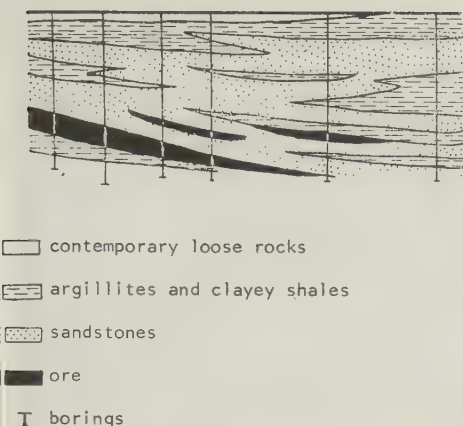 contemporary loose rocks
argillites and clayey shales
sandstones
ore
borings